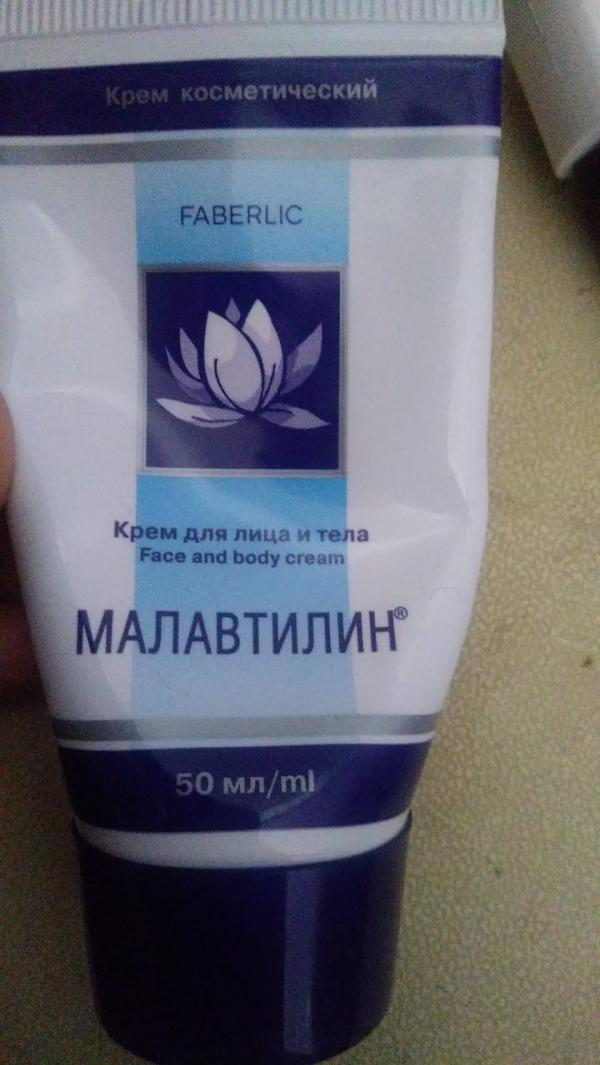 Крем косметический
FABERLIC
Крем для лица и тела
Face and body cream
МАЛАВТИЛИН®
50 мл/ml